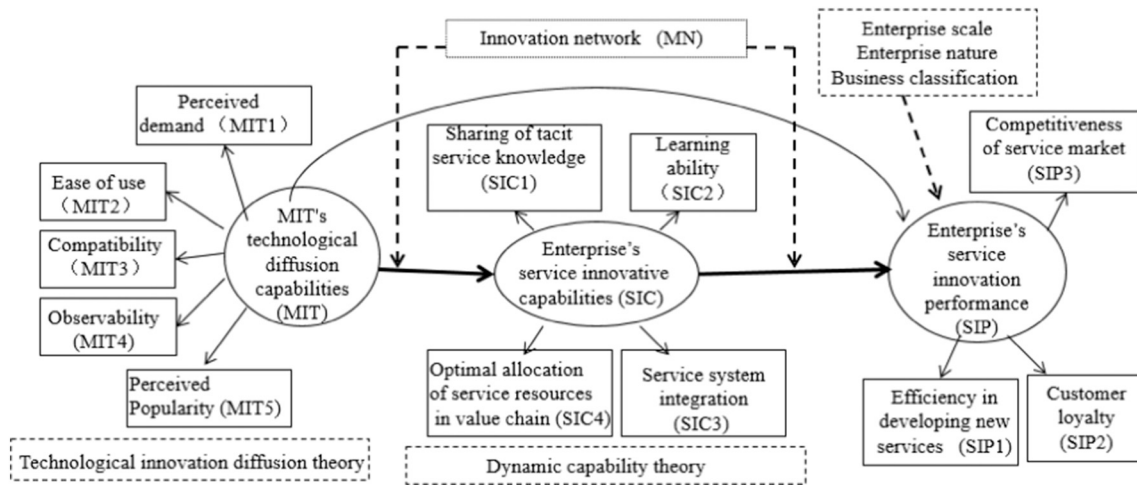 Innovation network (MN)
Enterprise scale
Enterprise nature
Business classification
Perceived
demand（MIT1）
Sharing of tacit
service knowledge
(SIC1)
Learning
ability
（SIC2）
Competitiveness
of service market
(SIP3)
Ease of use
（MIT2）
Compatibility
（MIT3）
Observability
(MIT4)
Perceived
Popularity (MIT5)
MIT's
technological
diffusion
capabilities
(MIT)
Enterprise’s
service innovative
capabilities (SIC)
Enterprise’s
service
innovation
performance
(SIP)
Optimal allocation
of service resources
in value chain (SIC4)
Service system
integration
(SIC3)
Efficiency in
developing new
services (SIP1)
Customer
loyalty
(SIP2)
Technological innovation diffusion theory
Dynamic capability theory